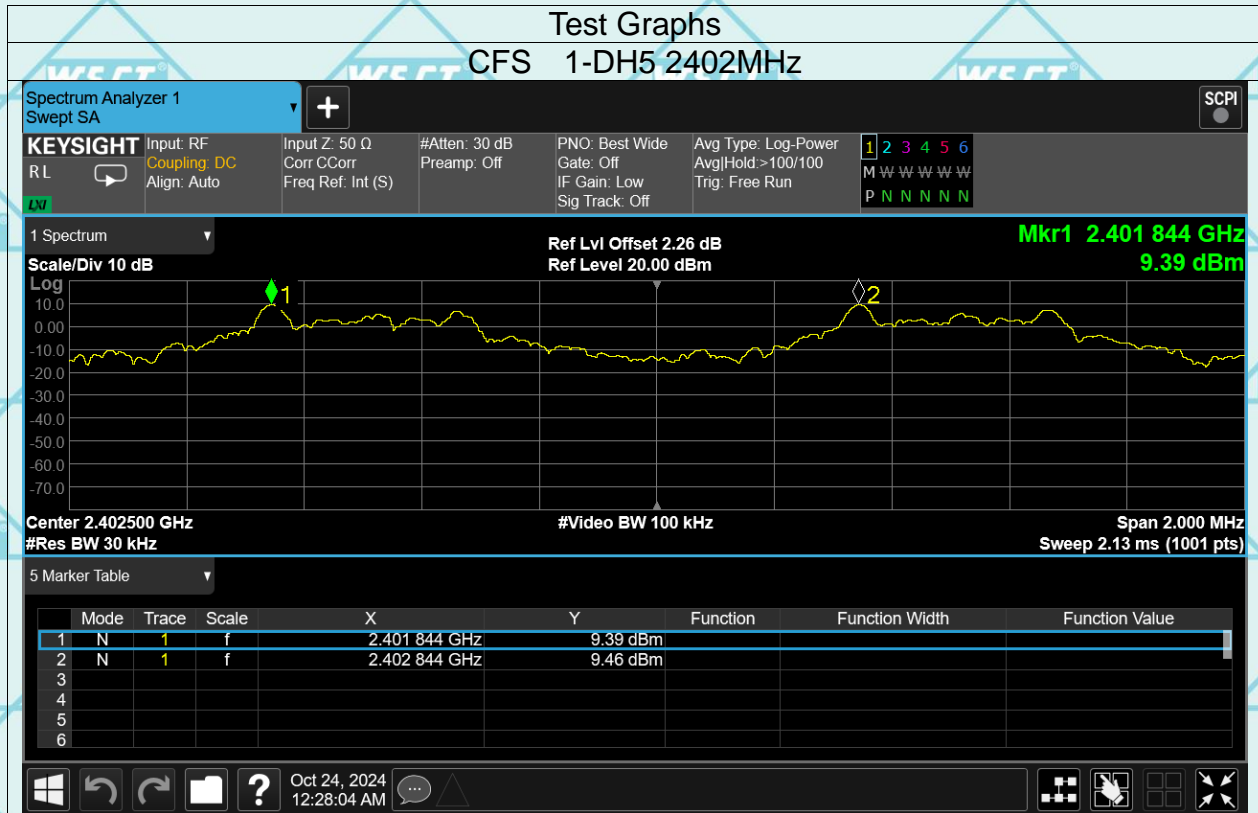 Test Graphs
CFS 1-DH5 2402MHz
WSCT® WSCT® WSCT®
Spectrum Analyzer 1
Swept SA
+
SCPI
KEYSIGHT
RL
LXI
Input: RF
Coupling: DC
Align: Auto
Input Z: 50 Ω
Corr CCorr
Freq Ref: Int (S)
#Atten: 30 dB
Preamp: Off
PNO: Best Wide
Gate: Off
IF Gain: Low
Sig Track: Off
Avg Type: Log-Power
Avg|Hold:>100/100
Trig: Free Run
1 2 3 4 5 6
M W W W W W
P N N N N N
1 Spectrum
Scale/Div 10 dB
Ref Lvl Offset 2.26 dB
Ref Level 20.00 dBm
Mkr1 2.401 844 GHz
9.39 dBm
Log
10.0
0.00
-10.0
-20.0
-30.0
-40.0
-50.0
-60.0
-70.0
1
2
Center 2.402500 GHz
#Res BW 30 kHz
#Video BW 100 kHz
Span 2.000 MHz
Sweep 2.13 ms (1001 pts)
5 Marker Table
Mode Trace Scale X Y Function Function Width Function Value
1 N 1 f 2.401 844 GHz 9.39 dBm
2 N 1 f 2.402 844 GHz 9.46 dBm
3
4
5
6
?
Oct 24, 2024
12:28:04 AM